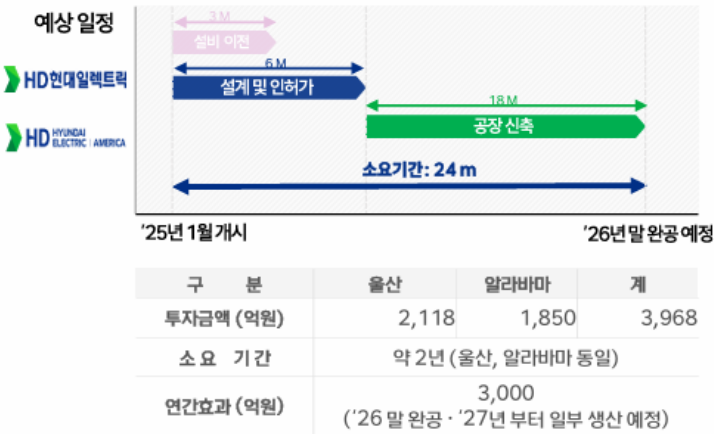 예상 일정
3 M
설비 이전
6 M
HD현대일렉트릭
설계 및 인허가
18 M
HD HYUNDAI ELECTRIC | AMERICA
공장 신축
소요기간: 24 m
'25년 1월 개시
'26년 말 완공 예정
구 분 울산 알라바마 계
투자금액 (억원) 2,118 1,850 3,968
소요 기간 약 2년 (울산, 알라바마 동일)
연간효과 (억원) 3,000
('26 말 완공 · '27년 부터 일부 생산 예정)